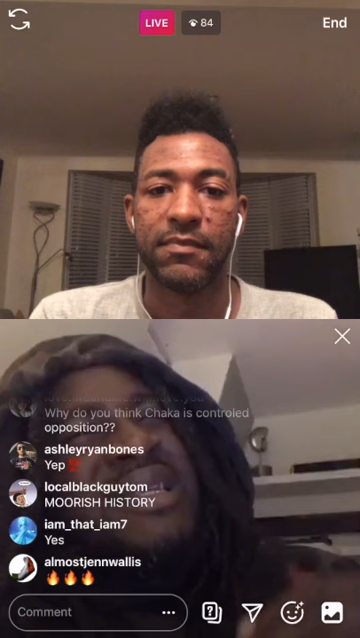 LIVE
84
End
Why do you think Chaka is controled
opposition??
ashleyryanbones
Yep
localblackguytom
MOORISH HISTORY
iam_that_iam7
Yes
almostjennwallis
Comment